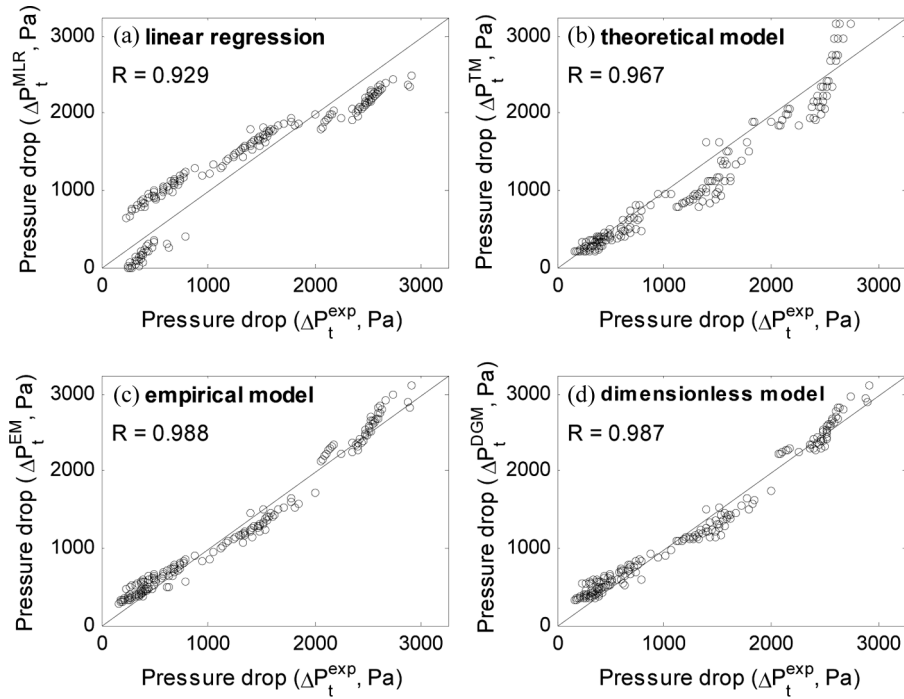 (a) linear regression
R = 0.929
Pressure drop (ΔP_t^MLR, Pa)
3000
2000
1000
0
0 1000 2000 3000
Pressure drop (ΔP_t^exp, Pa)
(b) theoretical model
R = 0.967
Pressure drop (ΔP_t^TM, Pa)
3000
2000
1000
0
0 1000 2000 3000
Pressure drop (ΔP_t^exp, Pa)
(c) empirical model
R = 0.988
Pressure drop (ΔP_t^EM, Pa)
3000
2000
1000
0
0 1000 2000 3000
Pressure drop (ΔP_t^exp, Pa)
(d) dimensionless model
R = 0.987
Pressure drop (ΔP_t^DGM, Pa)
3000
2000
1000
0
0 1000 2000 3000
Pressure drop (ΔP_t^exp, Pa)